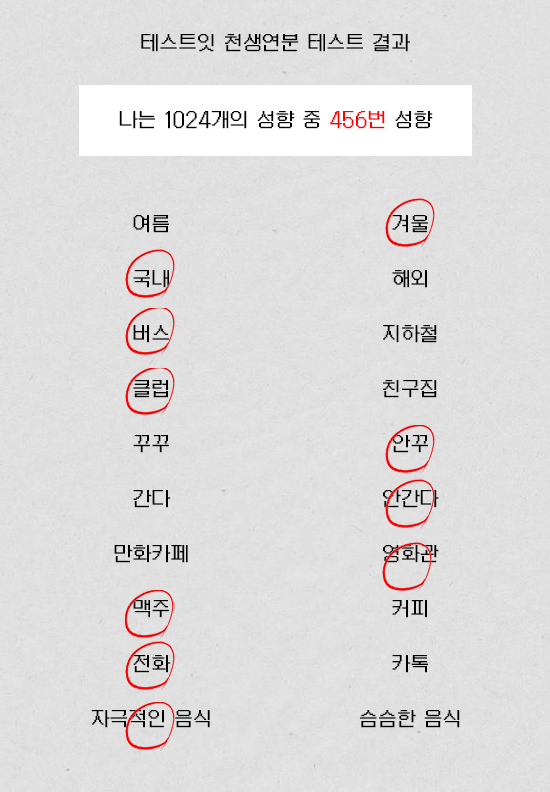 테스트잇 천생연분 테스트 결과
나는 1024개의 성향 중 456번 성향
여름 겨울
국내 해외
버스 지하철
클럽 친구집
꾸꾸 안꾸
간다 안간다
만화카페 영화관
맥주 커피
전화 카톡
자극적인 음식 슴슴한 음식